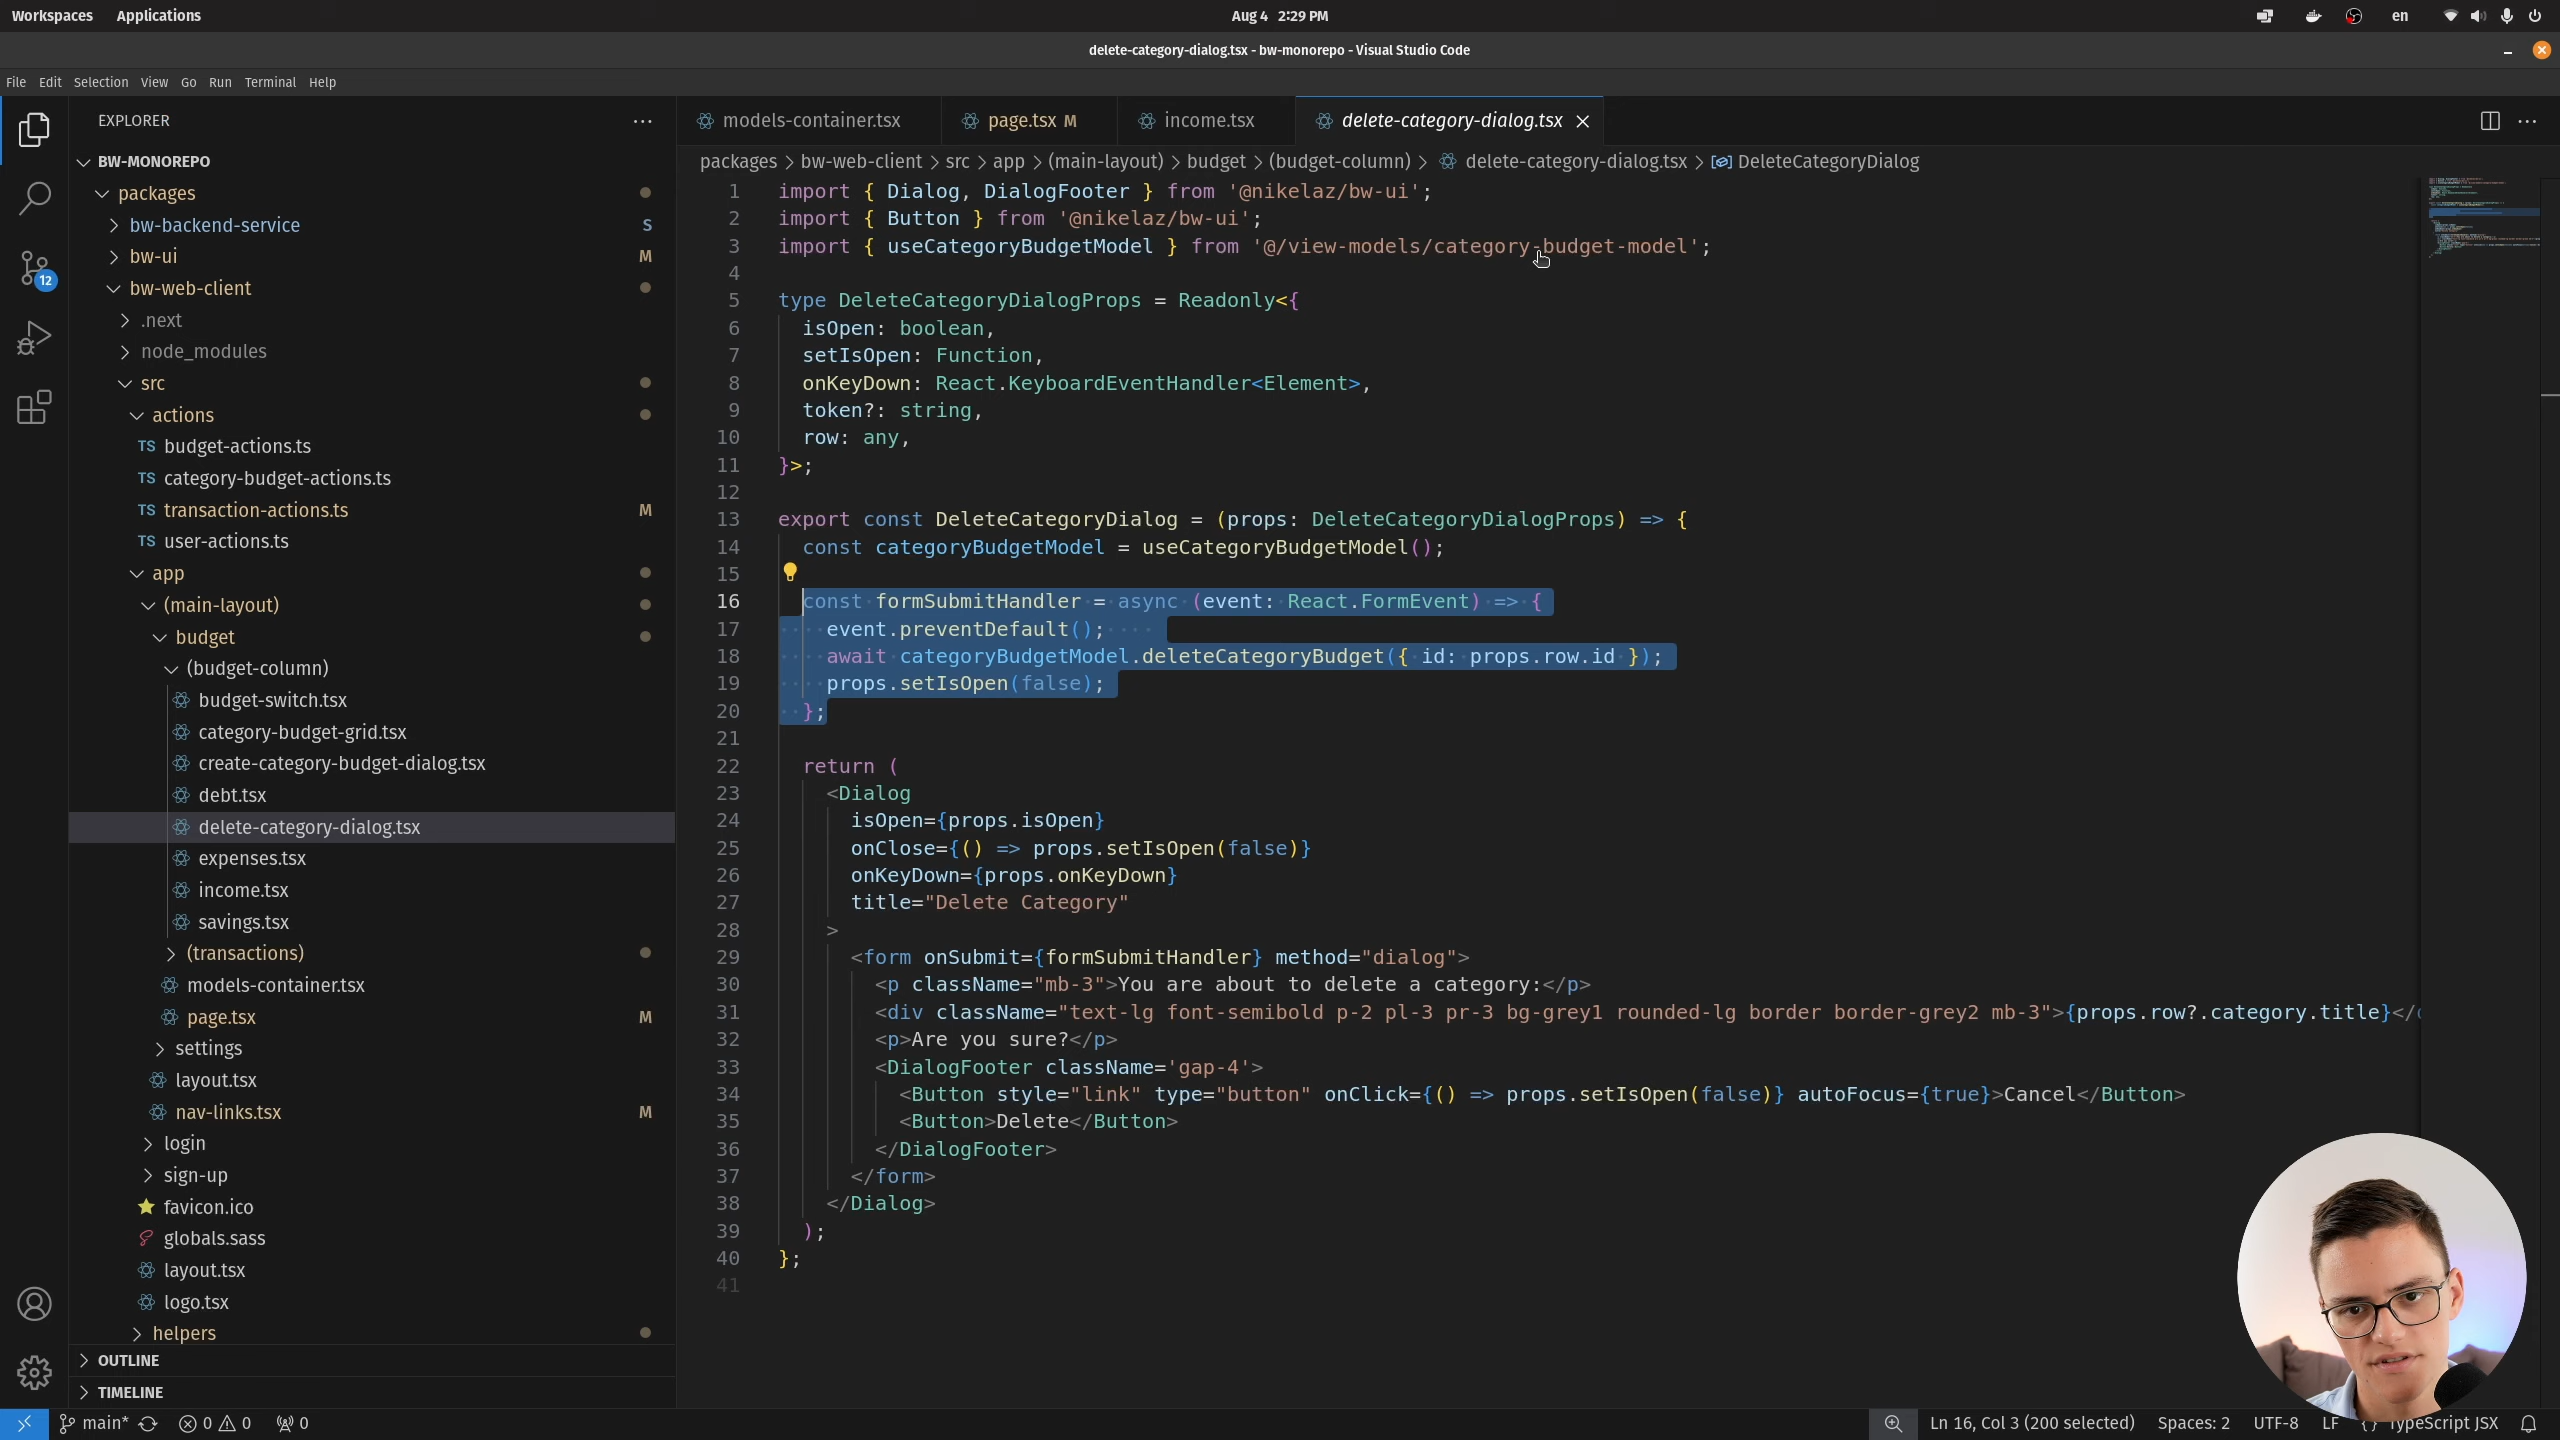 Workspaces Applications Aug 4 2:29 PM en
delete-category-dialog.tsx - bw-monorepo - Visual Studio Code
File Edit Selection View Go Run Terminal Help
EXPLORER
BW-MONOREPO
packages
bw-backend-service S
bw-ui M
bw-web-client
.next
node_modules
src
actions
TS budget-actions.ts
TS category-budget-actions.ts
TS transaction-actions.ts M
TS user-actions.ts
app
(main-layout)
budget
(budget-column)
budget-switch.tsx
category-budget-grid.tsx
create-category-budget-dialog.tsx
debt.tsx
delete-category-dialog.tsx
expenses.tsx
income.tsx
savings.tsx
(transactions)
models-container.tsx
page.tsx M
settings
layout.tsx
nav-links.tsx M
login
sign-up
favicon.ico
globals.sass
layout.tsx
logo.tsx
helpers
OUTLINE
TIMELINE
12
models-container.tsx page.tsx M income.tsx delete-category-dialog.tsx
packages > bw-web-client > src > app > (main-layout) > budget > (budget-column) > delete-category-dialog.tsx > DeleteCategoryDialog
1 import { Dialog, DialogFooter } from '@nikelaz/bw-ui';
2 import { Button } from '@nikelaz/bw-ui';
3 import { useCategoryBudgetModel } from '@/view-models/category-budget-model';
4
5 type DeleteCategoryDialogProps = Readonly<{
6 isOpen: boolean,
7 setIsOpen: Function,
8 onKeyDown: React.KeyboardEventHandler<Element>,
9 token?: string,
10 row: any,
11 }>;
12
13 export const DeleteCategoryDialog = (props: DeleteCategoryDialogProps) => {
14 const categoryBudgetModel = useCategoryBudgetModel();
15
16 const formSubmitHandler = async (event: React.FormEvent) => {
17 event.preventDefault();
18 await categoryBudgetModel.deleteCategoryBudget({ id: props.row.id });
19 props.setIsOpen(false);
20 };
21
22 return (
23 <Dialog
24 isOpen={props.isOpen}
25 onClose={() => props.setIsOpen(false)}
26 onKeyDown={props.onKeyDown}
27 title="Delete Category"
28 >
29 <form onSubmit={formSubmitHandler} method="dialog">
30 <p className="mb-3">You are about to delete a category:</p>
31 <div className="text-lg font-semibold p-2 pl-3 pr-3 bg-grey1 rounded-lg border border-grey2 mb-3">{props.row?.category.title}</
32 <p>Are you sure?</p>
33 <DialogFooter className='gap-4'>
34 <Button style="link" type="button" onClick={() => props.setIsOpen(false)} autoFocus={true}>Cancel</Button>
35 <Button>Delete</Button>
36 </DialogFooter>
37 </form>
38 </Dialog>
39 );
40 };
41
main* 0 0 0 Ln 16, Col 3 (200 selected) Spaces: 2 UTF-8 LF TypeScript JSX